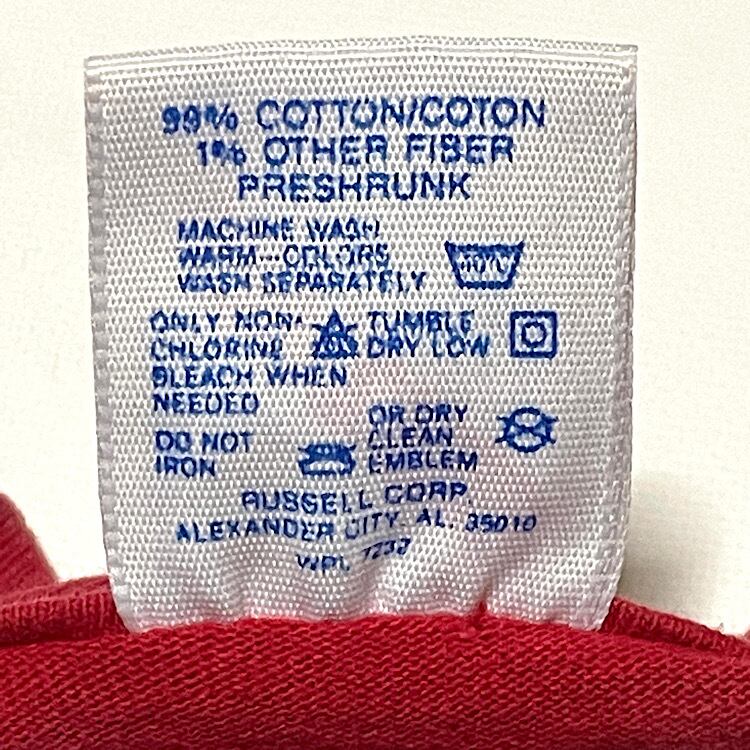 99% COTTON/COTON
1% OTHER FIBER
PRESHRUNK
MACHINE WASH
WARM--COLORS
WASH SEPARATELY
ONLY NON-
CHLORINE
BLEACH WHEN
NEEDED
TUMBLE
DRY LOW
DO NOT
IRON
OR DRY
CLEAN
EMBLEM
RUSSELL CORP.
ALEXANDER CITY AL. 35010
WPL 7232